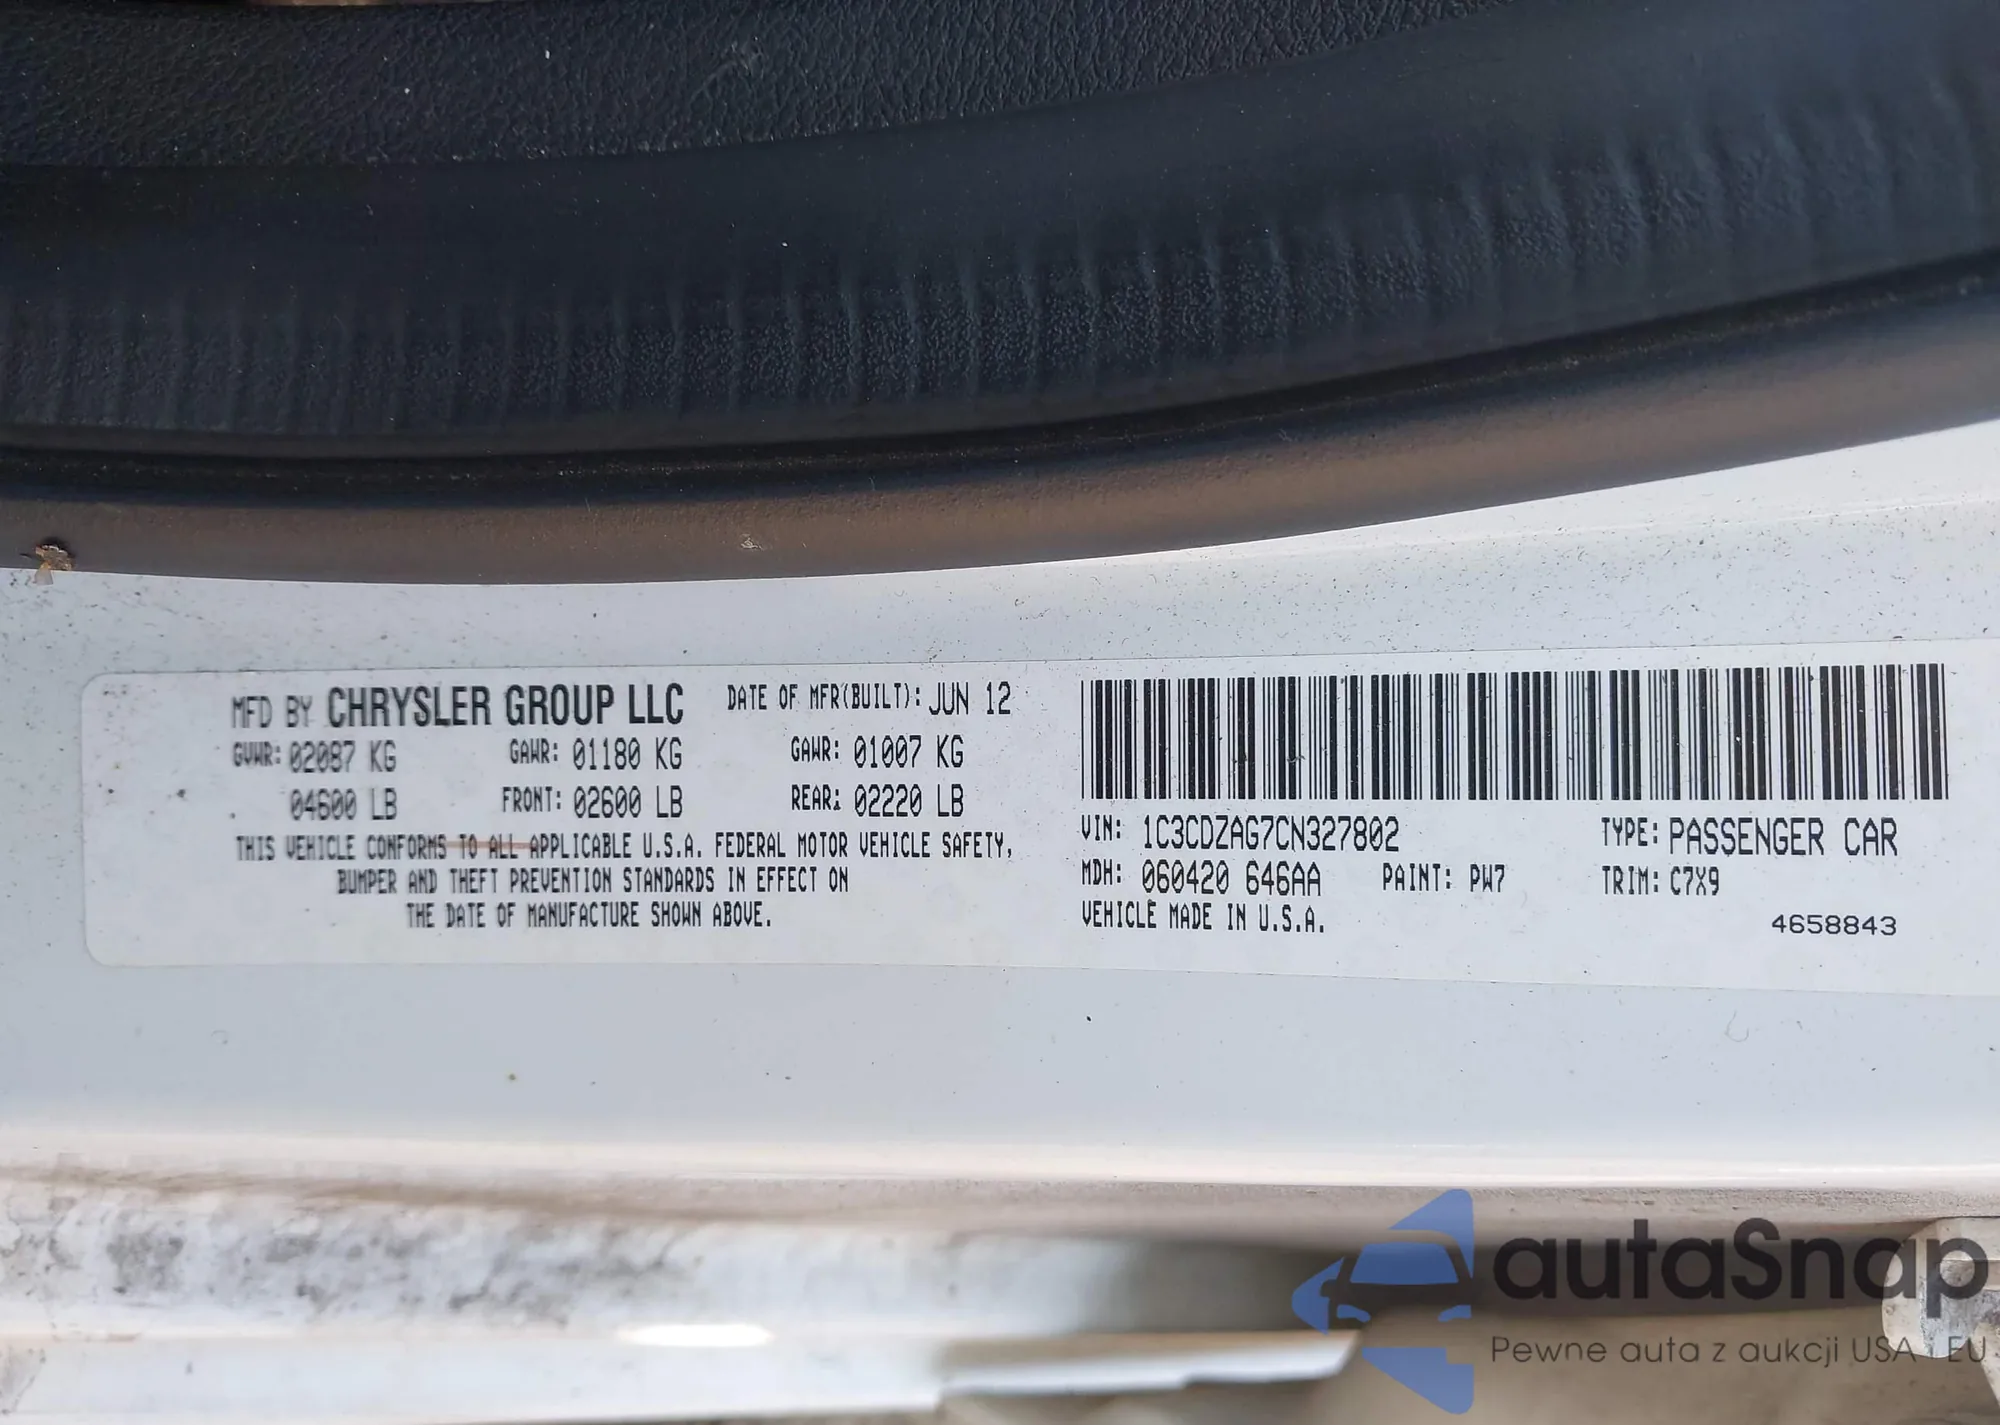 MFD BY CHRYSLER GROUP LLC DATE OF MFR(BUILT): JUN 12
GVWR: 02087 KG GAWR: 01180 KG GAWR: 01007 KG
04600 LB FRONT: 02600 LB REAR: 02220 LB
THIS VEHICLE CONFORMS TO ALL APPLICABLE U.S.A. FEDERAL MOTOR VEHICLE SAFETY,
BUMPER AND THEFT PREVENTION STANDARDS IN EFFECT ON
THE DATE OF MANUFACTURE SHOWN ABOVE.
VIN: 1C3CDZAG7CN327802 TYPE: PASSENGER CAR
MDH: 060420 646AA PAINT: PW7 TRIM: C7X9
VEHICLE MADE IN U.S.A.
4658843
autaSnap
Pewne auta z aukcji USA i EU